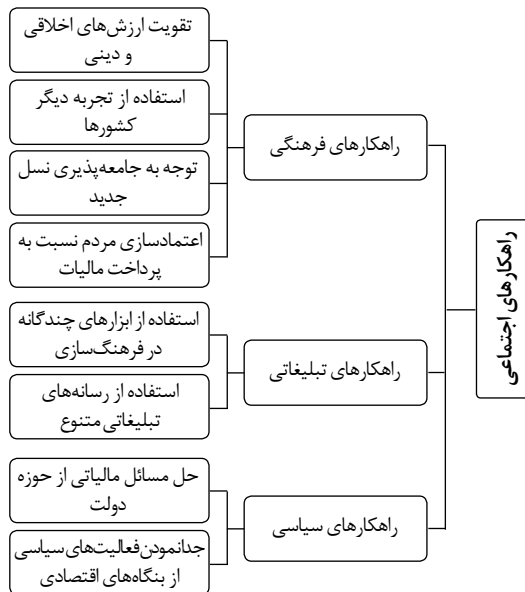 راهکارهای اجتماعی
راهکارهای فرهنگی
تقویت ارزش‌های اخلاقی
و دینی
استفاده از تجربه دیگر
کشورها
توجه به جامعه‌پذیری نسل
جدید
اعتمادسازی مردم نسبت به
پرداخت مالیات
راهکارهای تبلیغاتی
استفاده از ابزارهای چندگانه
در فرهنگ‌سازی
استفاده از رسانه‌های
تبلیغاتی متنوع
راهکارهای سیاسی
حل مسائل مالیاتی از حوزه
دولت
جدانمودن فعالیت‌های سیاسی
از بنگاه‌های اقتصادی